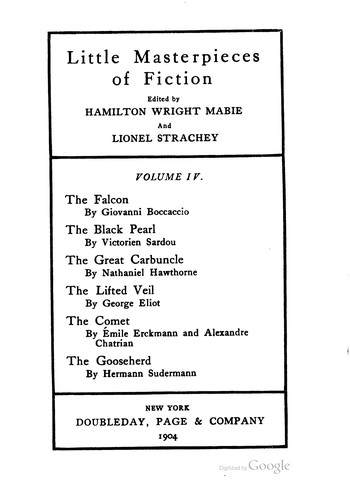 Little Masterpieces
of Fiction
Edited by
HAMILTON WRIGHT MABIE
And
LIONEL STRACHEY
VOLUME IV.
The Falcon
By Giovanni Boccaccio
The Black Pearl
By Victorien Sardou
The Great Carbuncle
By Nathaniel Hawthorne
The Lifted Veil
By George Eliot
The Comet
By Émile Erckmann and Alexandre
Chatrian
The Gooseherd
By Hermann Sudermann
NEW YORK
DOUBLEDAY, PAGE & COMPANY
1904
Digitized by Google